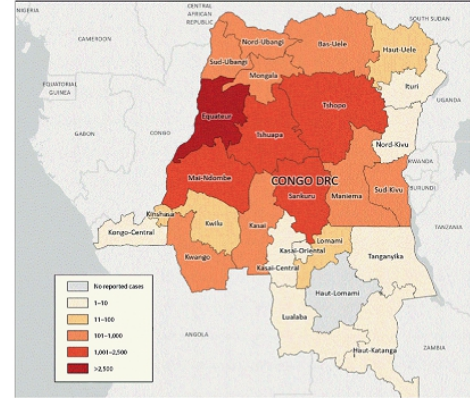 NIGERIA
CENTRAL
AFRICAN
REPUBLIC
SOUTH SUDAN
CAMEROON
Nord-Ubangi
Bas-Uele
Haut-Uele
Sud-Ubangi
Mongala
Ituri
EQUATORIAL
GUINEA
UGANDA
Equateur
Tshopo
GABON
CONGO
Tshuapa
Nord-Kivu
RWANDA
Mai-Ndombe
CONGO DRC
Sankuru
Maniema
Sud-Kivu
BURUNDI
Kinshasa
Kongo-Central
Kwilu
Kasai
TANZANIA
Lomami
Kasai-Oriental
Kwango
Kasai-Central
Tanganyika
No reported cases
1–10
11–100
101–1,000
1,001–2,500
>2,500
Haut-Lomami
Lualaba
ANGOLA
Haut-Katanga
ZAMBIA